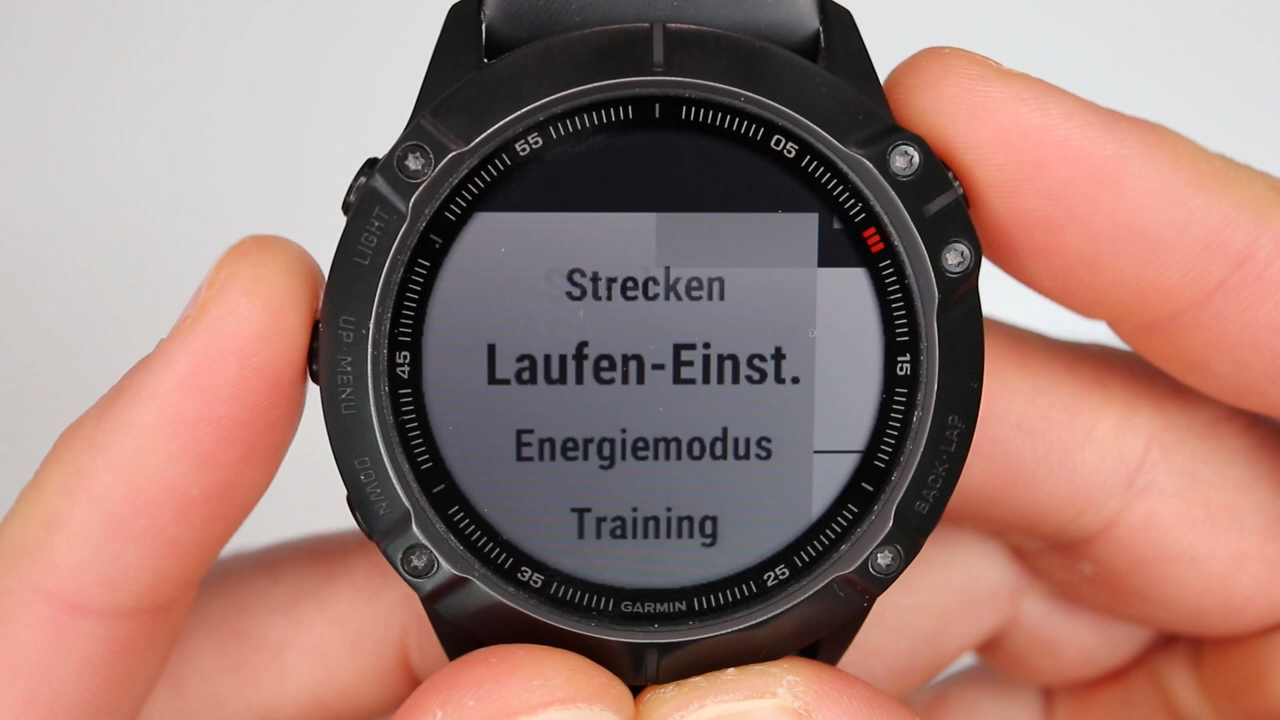 55
05
LIGHT
Strecken
UP·MENU
45
Laufen-Einst.
15
Energiemodus
BACK·LAP
DOWN
Training
35
25
GARMIN